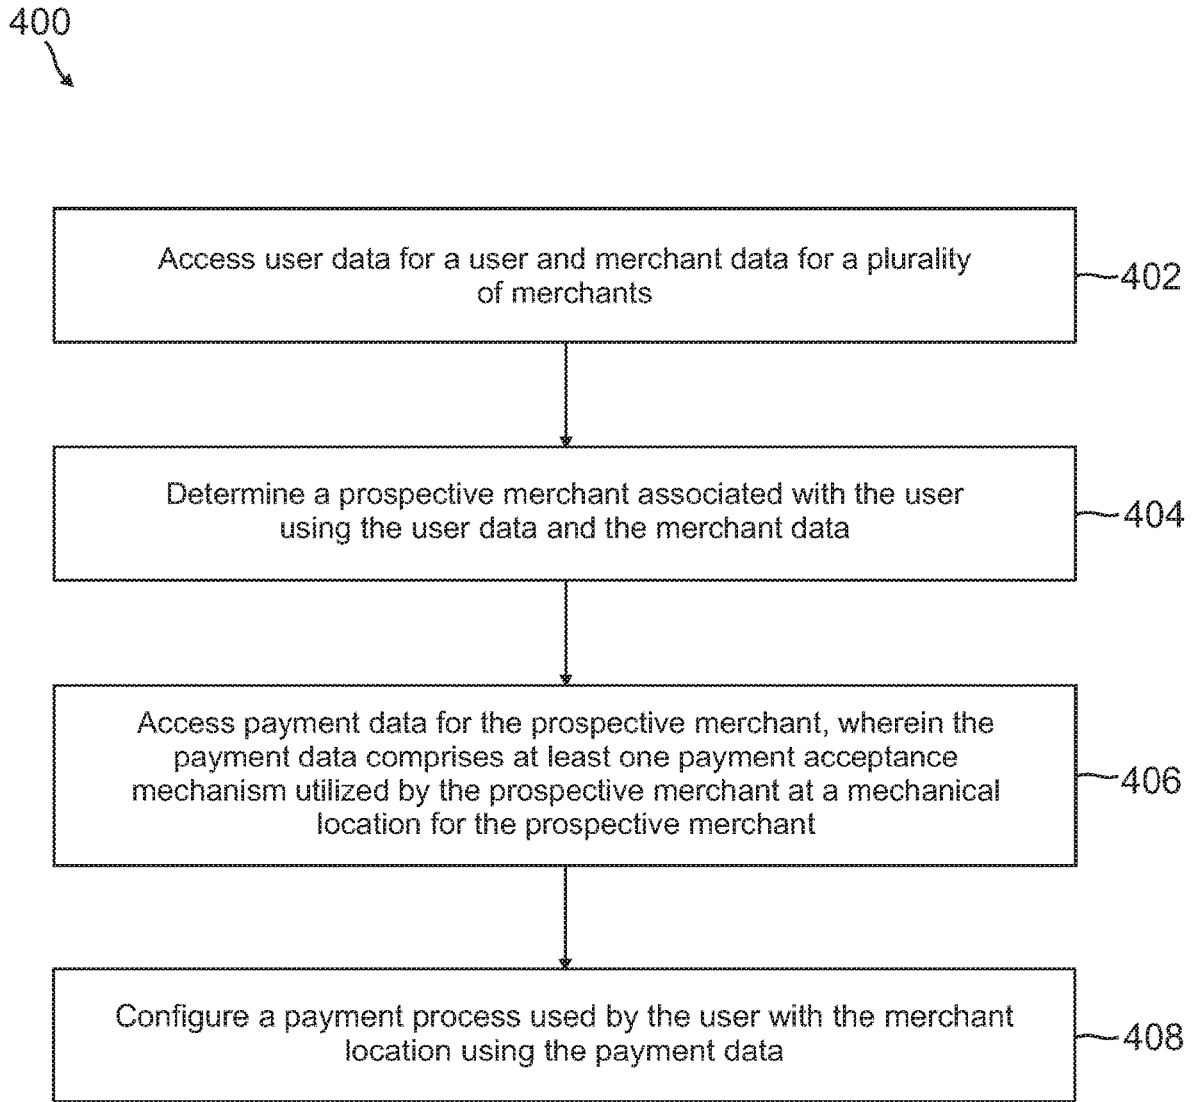 400
Access user data for a user and merchant data for a plurality
of merchants
402
Determine a prospective merchant associated with the user
using the user data and the merchant data
404
Access payment data for the prospective merchant, wherein the
payment data comprises at least one payment acceptance
mechanism utilized by the prospective merchant at a mechanical
location for the prospective merchant
406
Configure a payment process used by the user with the merchant
location using the payment data
408